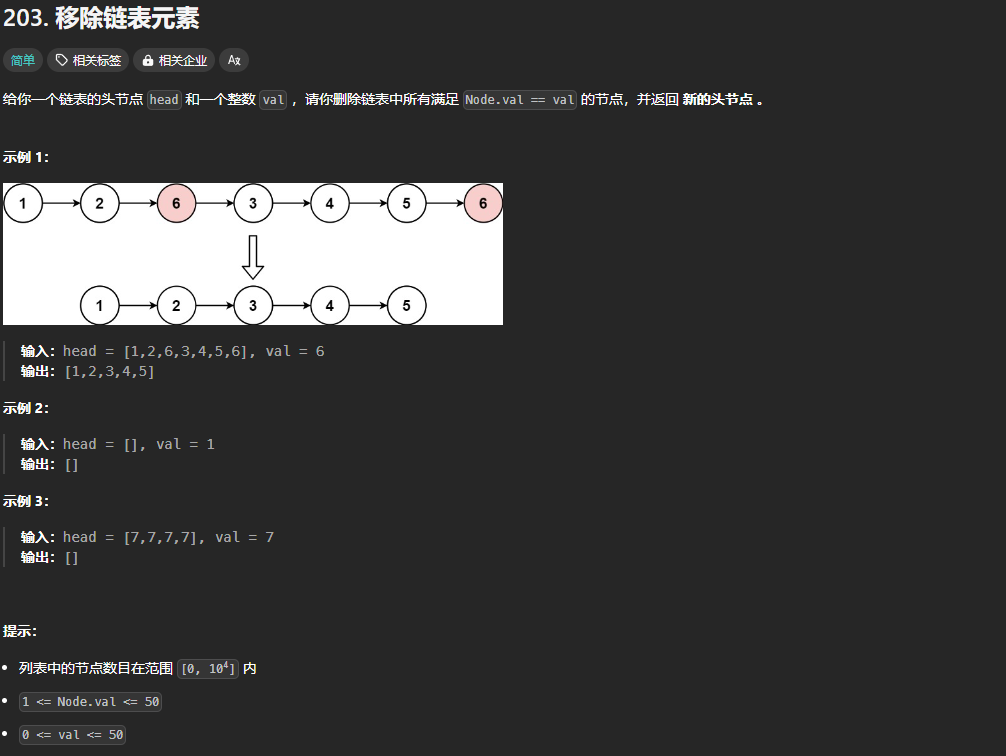 203. 移除链表元素
简单 相关标签 相关企业 Aあ
给你一个链表的头节点 head 和一个整数 val ，请你删除链表中所有满足 Node.val == val 的节点，并返回 新的头节点 。
示例 1：
1 2 6 3 4 5 6
1 2 3 4 5
输入：head = [1,2,6,3,4,5,6], val = 6
输出：[1,2,3,4,5]
示例 2：
输入：head = [], val = 1
输出：[]
示例 3：
输入：head = [7,7,7,7], val = 7
输出：[]
提示：
列表中的节点数目在范围 [0, 10⁴] 内
1 <= Node.val <= 50
0 <= val <= 50